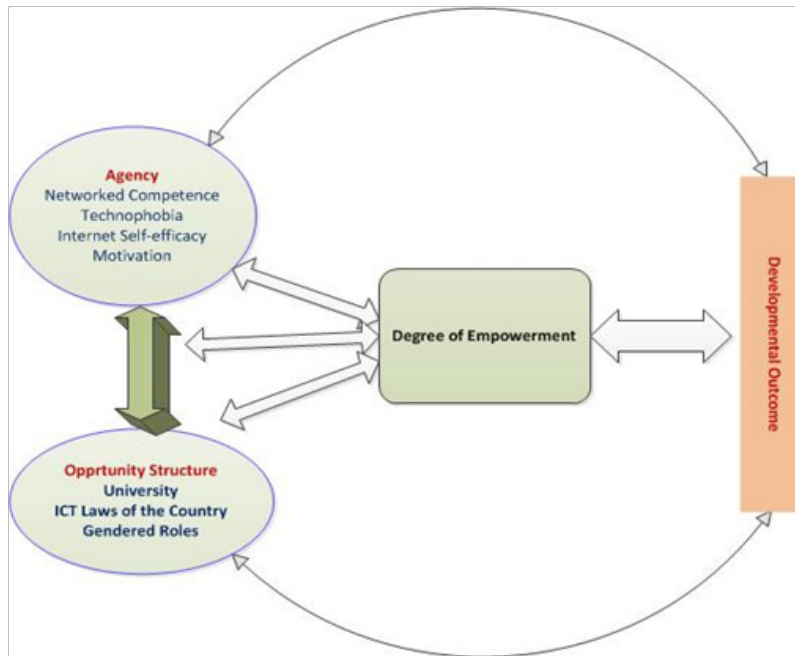 Agency
Networked Competence
Technophobia
Internet Self-efficacy
Motivation
Degree of Empowerment
Developmental Outcome
Opprtunity Structure
University
ICT Laws of the Country
Gendered Roles